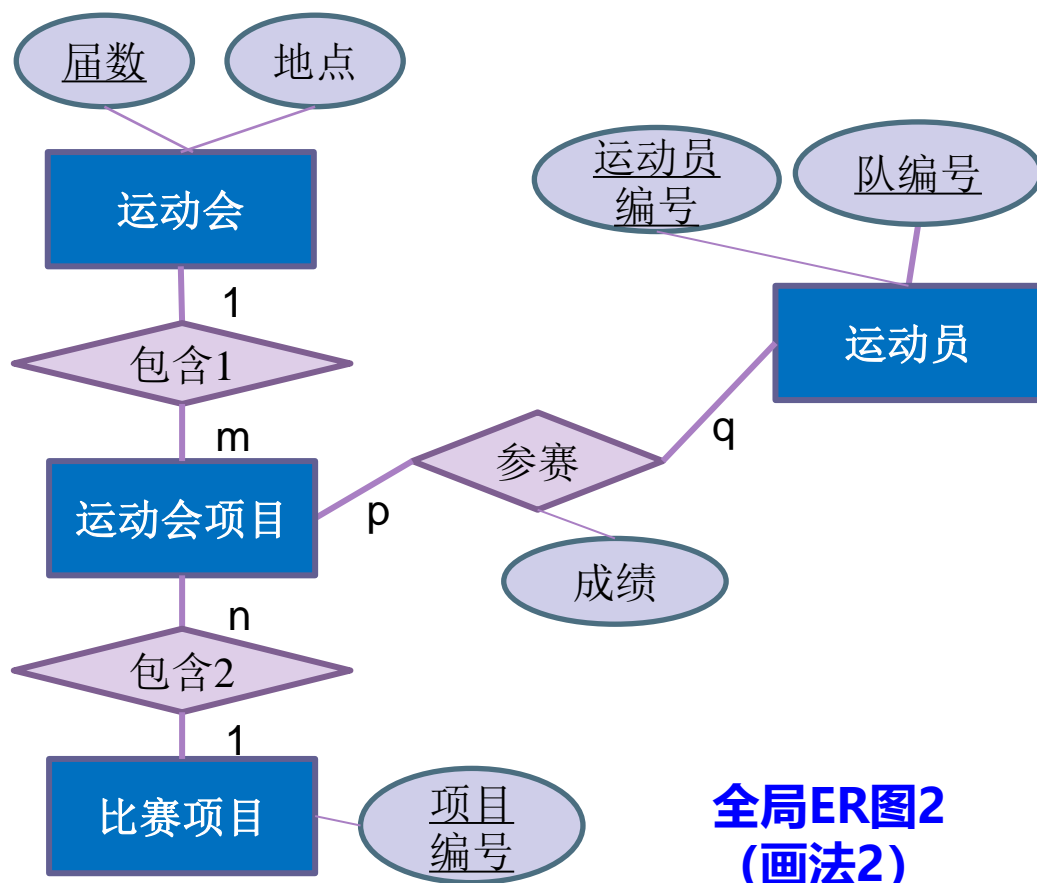 届数
地点
运动会
1
包含1
m
运动会项目
n
包含2
1
比赛项目
项目
编号
p
参赛
q
成绩
运动员
编号
队编号
运动员
全局ER图2
(画法2)